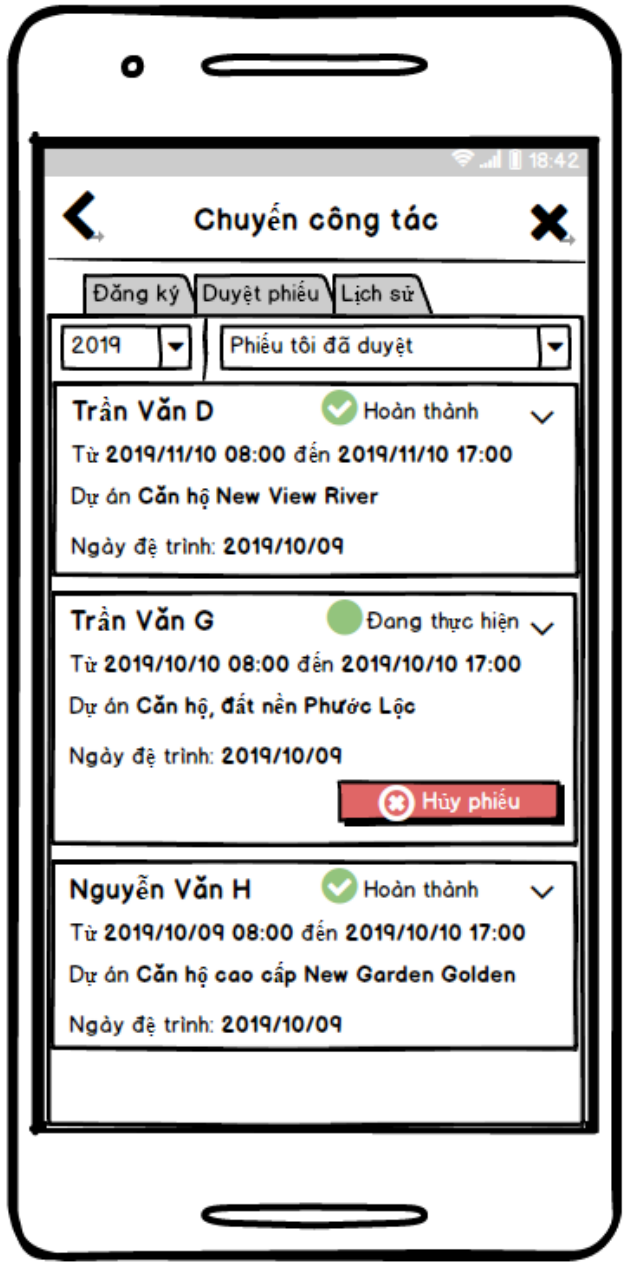 18:42
Chuyến công tác
Đăng ký Duyệt phiếu Lịch sử
2019 Phiếu tôi đã duyệt
Trần Văn D Hoàn thành
Từ 2019/11/10 08:00 đến 2019/11/10 17:00
Dự án Căn hộ New View River
Ngày đệ trình: 2019/10/09
Trần Văn G Đang thực hiện
Từ 2019/10/10 08:00 đến 2019/10/10 17:00
Dự án Căn hộ, đất nền Phước Lộc
Ngày đệ trình: 2019/10/09
Hủy phiếu
Nguyễn Văn H Hoàn thành
Từ 2019/10/09 08:00 đến 2019/10/10 17:00
Dự án Căn hộ cao cấp New Garden Golden
Ngày đệ trình: 2019/10/09